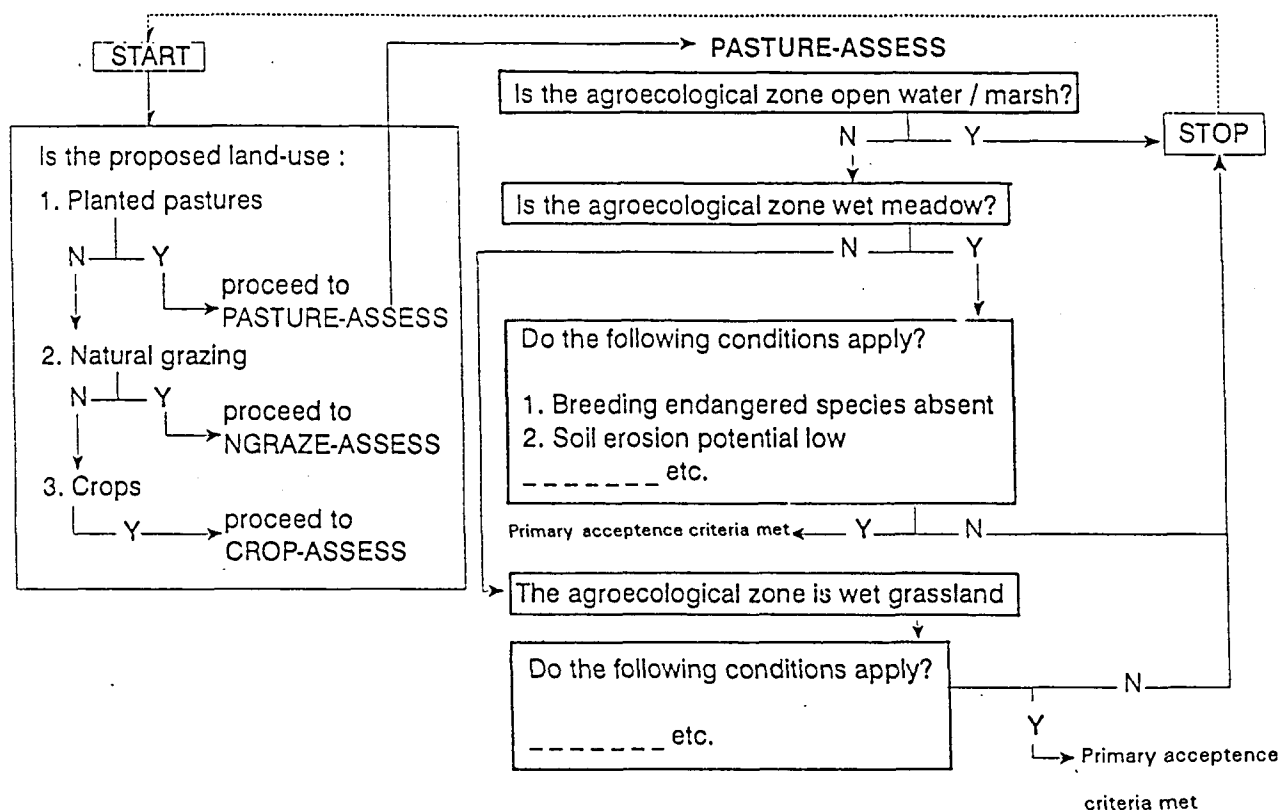 START
Is the proposed land-use :
1. Planted pastures
N Y
proceed to
PASTURE-ASSESS
2. Natural grazing
N Y
proceed to
NGRAZE-ASSESS
3. Crops
Y proceed to
CROP-ASSESS
PASTURE-ASSESS
Is the agroecological zone open water / marsh?
N Y
STOP
Is the agroecological zone wet meadow?
N Y
Do the following conditions apply?
1. Breeding endangered species absent
2. Soil erosion potential low
_ _ _ _ _ _ _ etc.
Primary acceptence criteria met Y N
The agroecological zone is wet grassland
Do the following conditions apply?
_ _ _ _ _ _ _ etc.
N
Y
Primary acceptence
criteria met